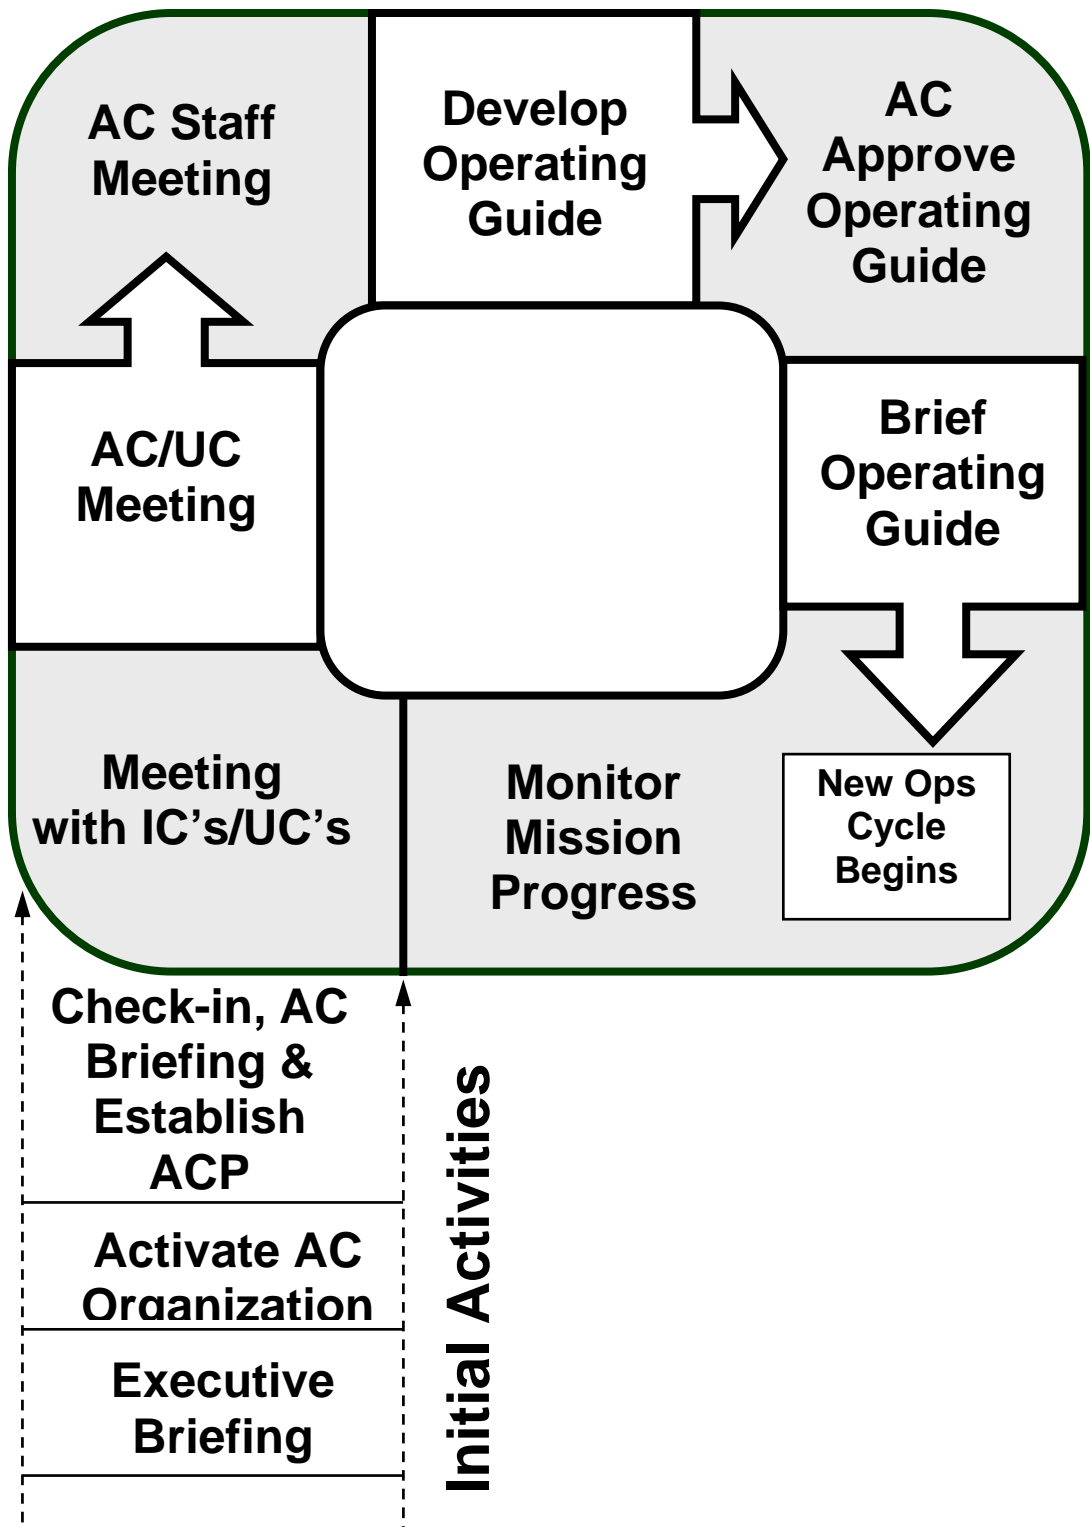 AC Staff
Meeting
Develop
Operating
Guide
AC
Approve
Operating
Guide
AC/UC
Meeting
Brief
Operating
Guide
Meeting
with IC’s/UC’s
Monitor
Mission
Progress
New Ops
Cycle
Begins
Check-in, AC
Briefing &
Establish
ACP
Activate AC
Organization
Executive
Briefing
Initial Activities